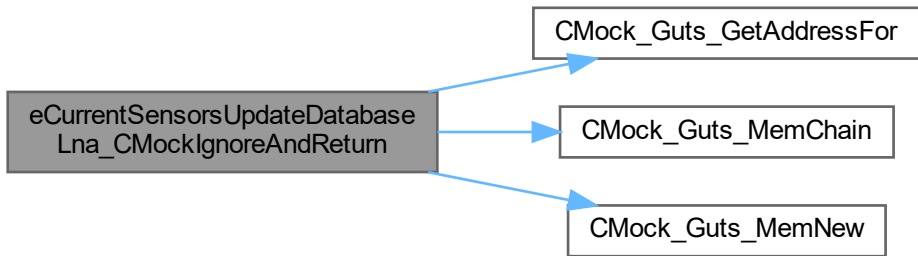 eCurrentSensorsUpdateDatabase
Lna_CMockIgnoreAndReturn
CMock_Guts_GetAddressFor
CMock_Guts_MemChain
CMock_Guts_MemNew